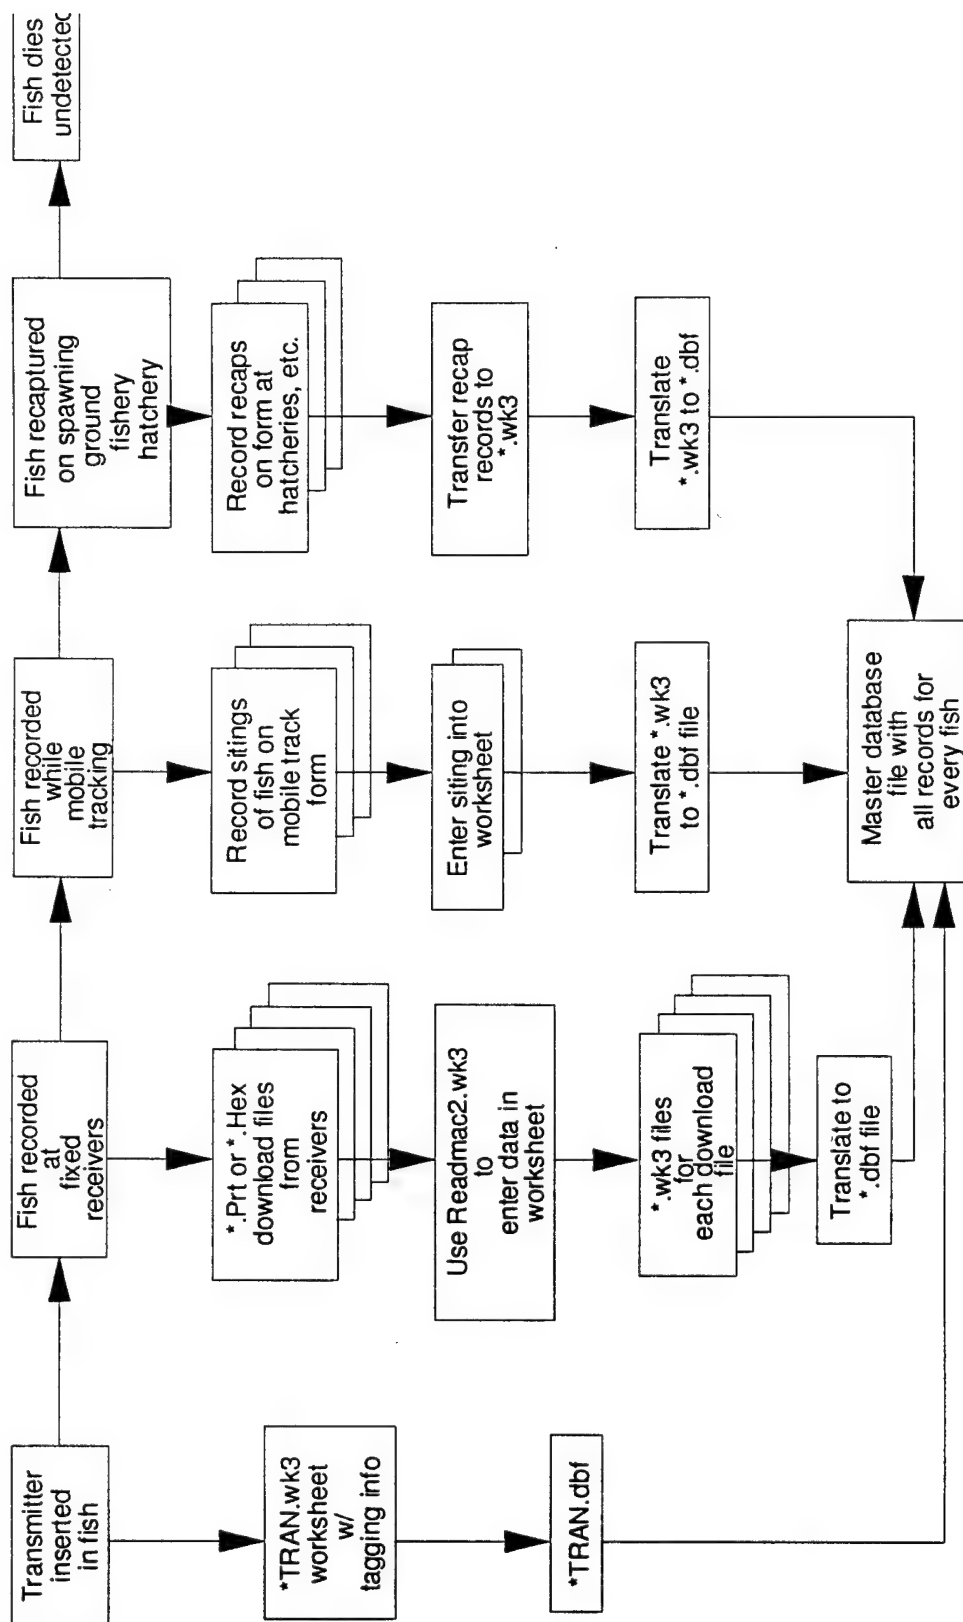 Transmitter
inserted
in fish
Fish recorded
at
fixed
receivers
Fish recorded
while
mobile
tracking
Fish recaptured
on spawning
ground
fishery
hatchery
Fish dies
undetected
*TRAN.wk3
worksheet
w/
tagging info
*.Prt or *.Hex
download files
from
receivers
Record sitings
of fish on
mobile track
form
Record recaps
on form at
hatcheries, etc.
Use Readmac2.wk3
to
enter data in
worksheet
Enter siting into
worksheet
Transfer recap
records to
*.wk3
*TRAN.dbf
*.wk3 files
for
each download
file
Translate *.wk3
to *.dbf file
Translate
*.wk3 to *.dbf
Translate to
*.dbf file
Master database
file with
all records for
every fish